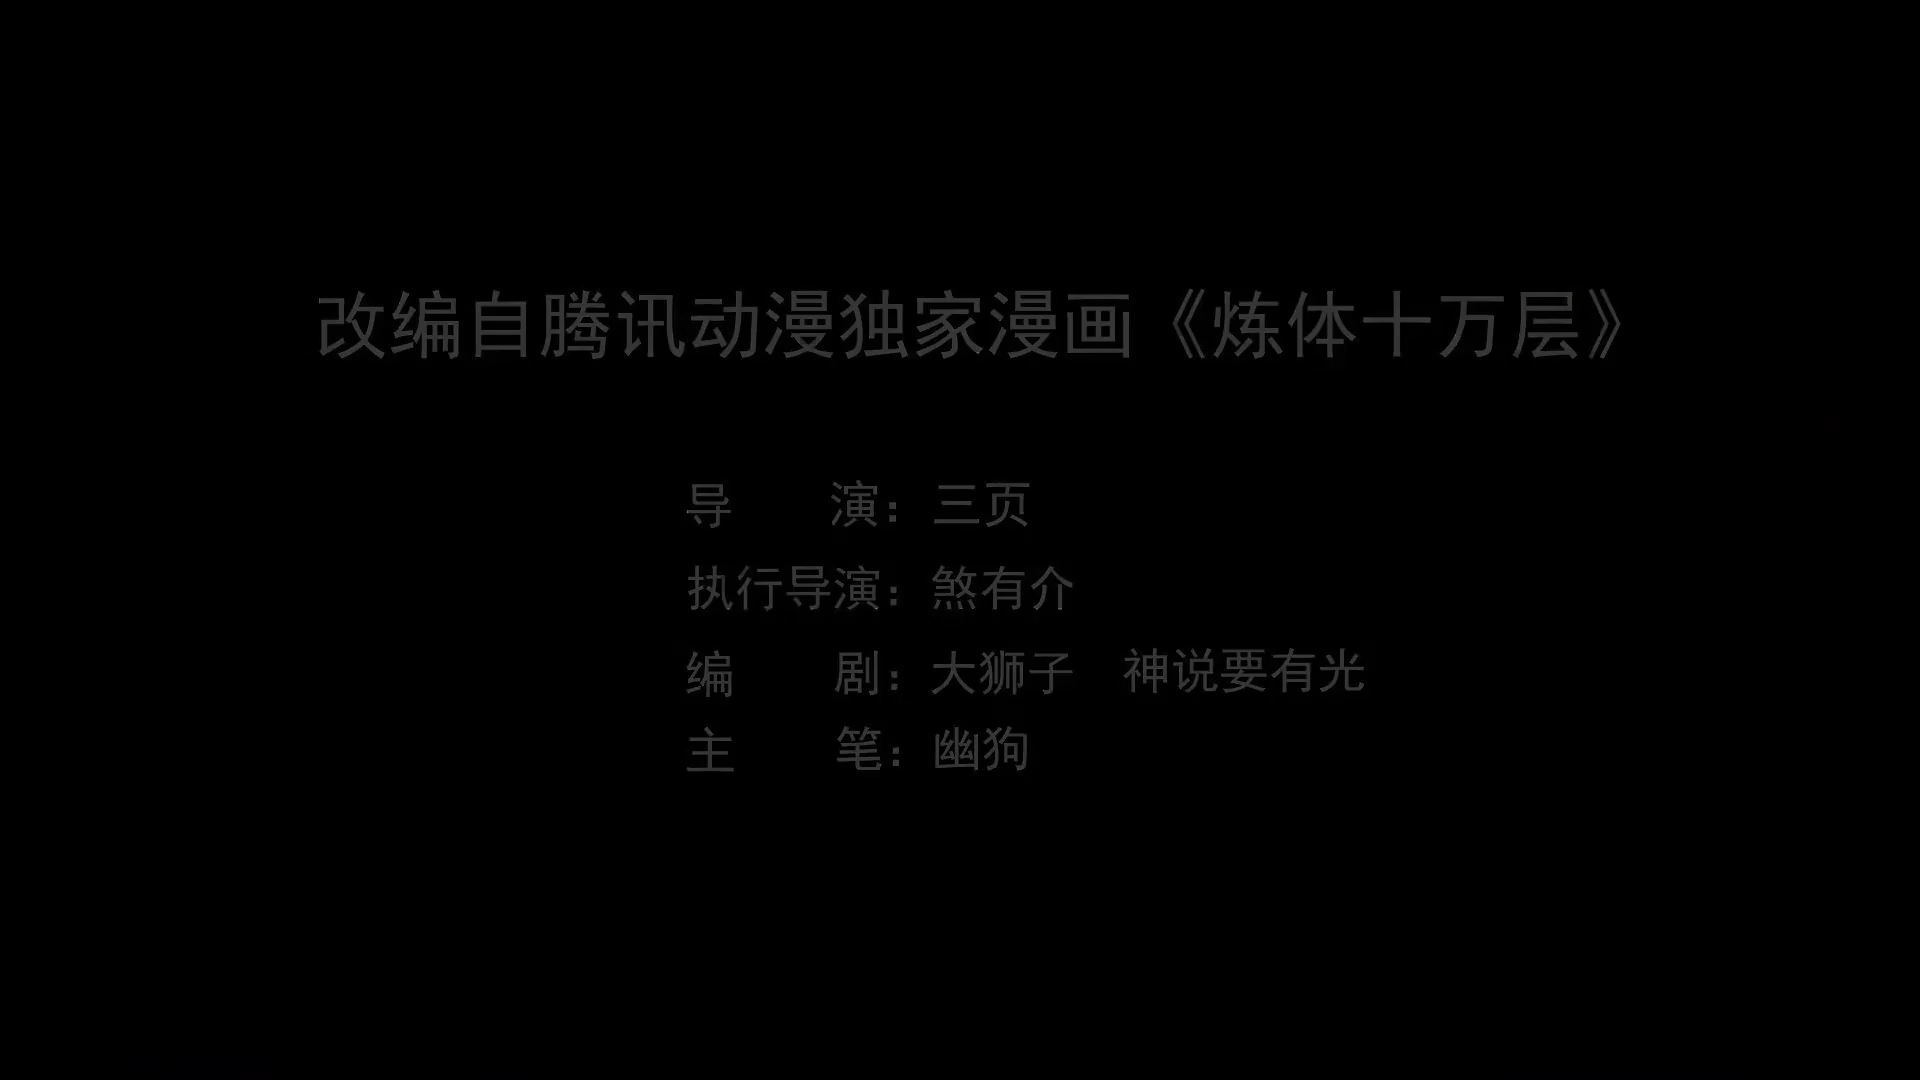 改编自腾讯动漫独家漫画《炼体十万层》
导　　演：三页
执行导演：煞有介
编　　剧：大狮子　神说要有光
主　　笔：幽狗